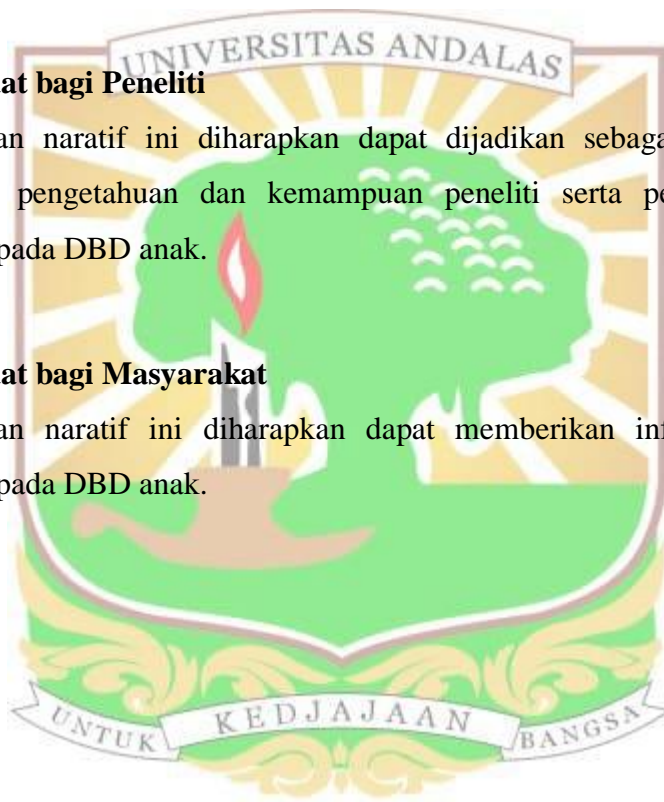 UNIVERSITAS ANDALAS
at bagi Peneliti
an naratif ini diharapkan dapat dijadikan sebaga
pengetahuan dan kemampuan peneliti serta pe
pada DBD anak.
at bagi Masyarakat
an naratif ini diharapkan dapat memberikan inf
pada DBD anak.
UNTUK KEDJAJAAN BANGSA